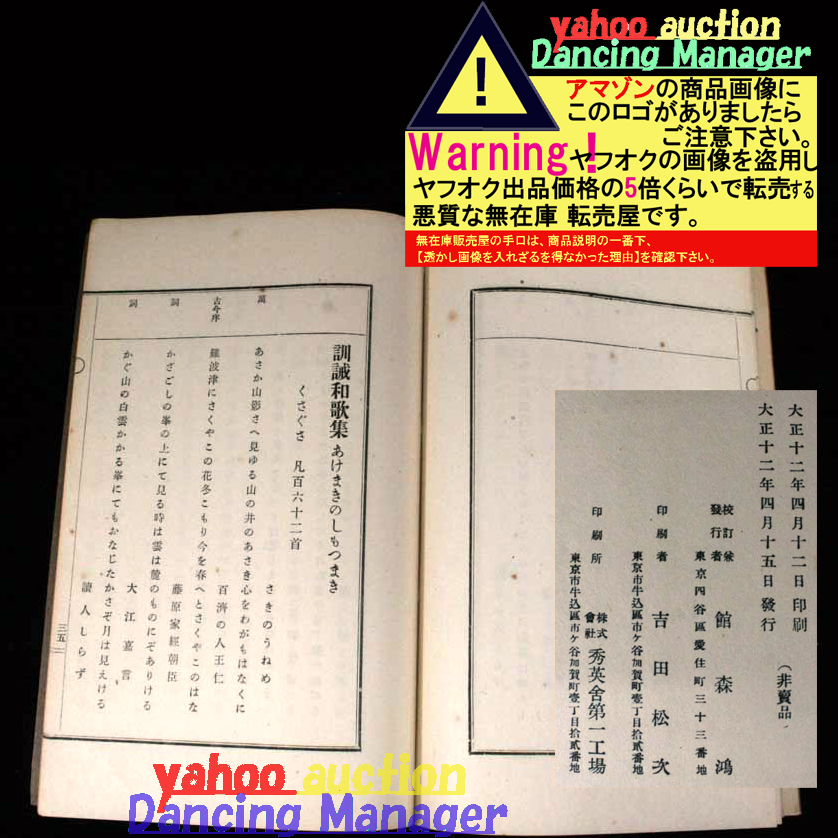 yahoo auction
Dancing Manager
アマゾンの商品画像に
このロゴがありましたら
ご注意下さい。
!
Warning!ヤフオクの画像を盗用し
ヤフオク出品価格の5倍くらいで転売する
悪質な無在庫 転売屋です。
無在庫販売屋の手口は、商品説明の一番下、
【透かし画像を入れざるを得なかった理由】を確認下さい。
訓誡和歌集 あけまきのしもつまき
くさぐさ 凡百六十二首
さきのうねめ
萬
あさか山影さへ見ゆる山の井のあさき心をわがもはなくに
百濟の人王仁
古今序
難波津にさくやこの花冬こもり今を春へとさくやこのはな
藤原家經朝臣
詞
かざごしの峯の上にて見る時は雲は麓のものにぞありける
大江嘉言
詞
かぐ山の白雲かかる峯にてもおなじたかさぞ月は見えける
讀人しらず
三五一
大正十二年四月十二日印刷
大正十二年四月十五日發行
(非賣品)
校訂兼
發行者
館森鴻
東京四谷區愛住町三十三番地
印刷者
吉田松次
東京市牛込區市ケ谷加賀町壹丁目拾貳番地
印刷所
株式
會社
秀英舍第一工場
東京市牛込區市ケ谷加賀町壹丁目拾貳番地
yahoo auction
Dancing Manager